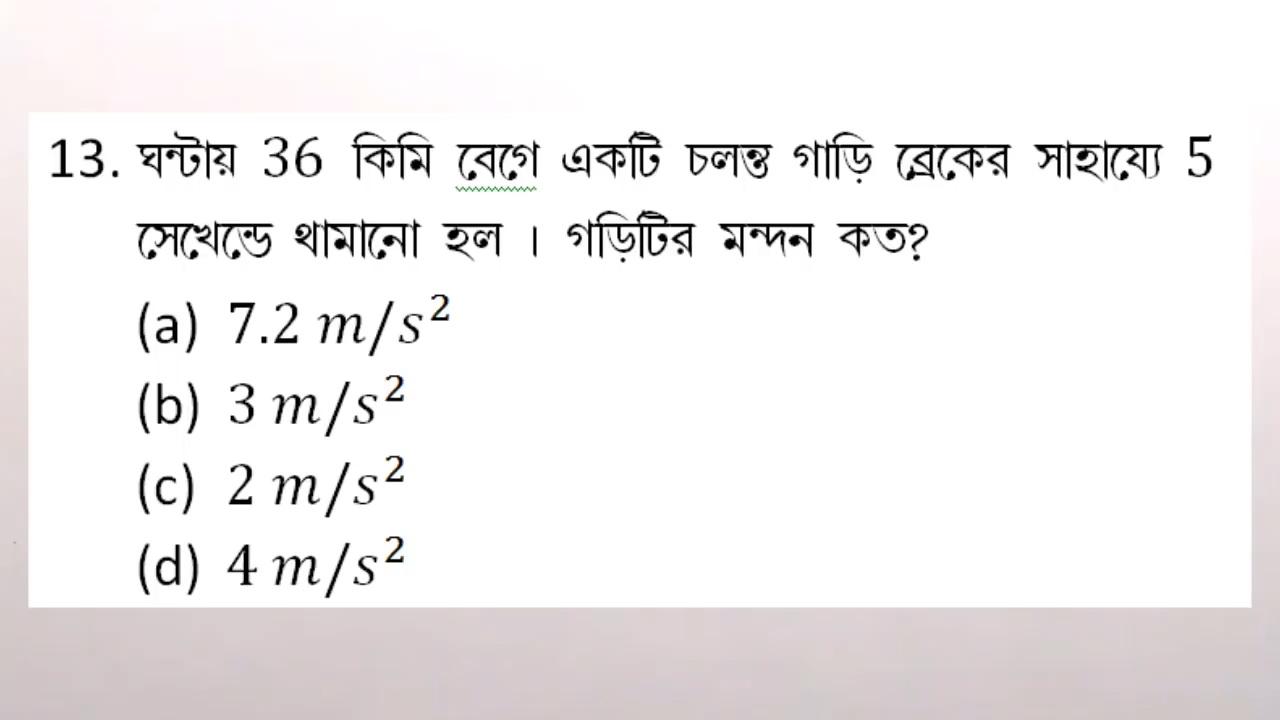 13. ঘন্টায় 36 কিমি বেগে একটি চলন্ত গাড়ি ব্রেকের সাহায্যে 5
সেখেন্ডে থামানো হল । গড়িটির মন্দন কত?
(a) 7.2 m/s²
(b) 3 m/s²
(c) 2 m/s²
(d) 4 m/s²